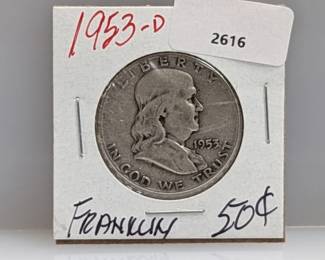 1953-D
2616
LIBERTY
1953
IN GOD WE TRUST
FRANKLIN 50¢